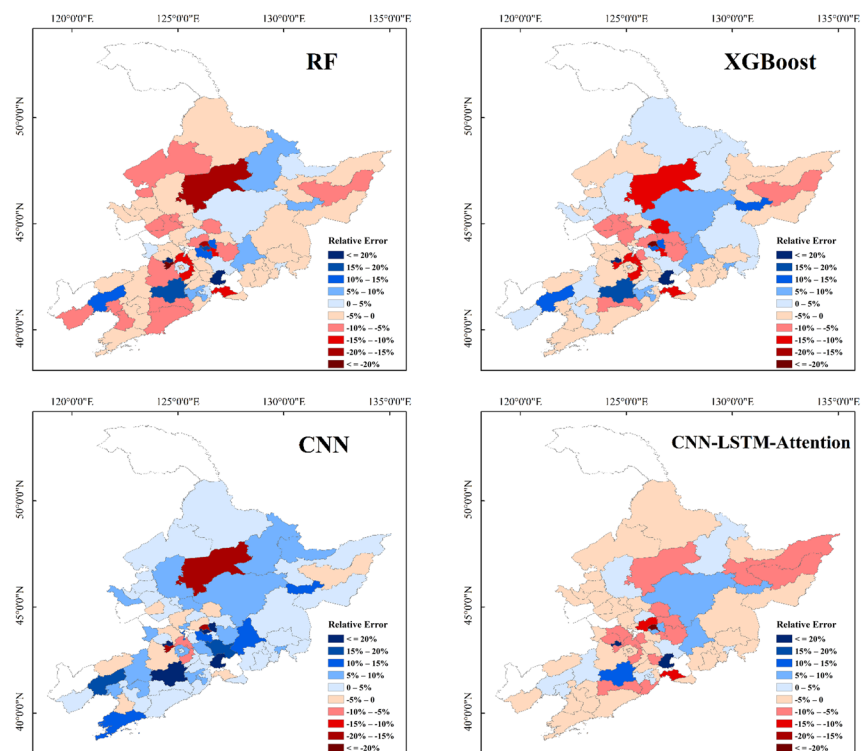 120°0'0"E 125°0'0"E 130°0'0"E 135°0'0"E
RF
50°0'0"N
45°0'0"N
40°0'0"N
Relative Error
< = 20%
15% – 20%
10% – 15%
5% – 10%
0 – 5%
-5% – 0
-10% – -5%
-15% – -10%
-20% – -15%
< = -20%
120°0'0"E 125°0'0"E 130°0'0"E 135°0'0"E
XGBoost
50°0'0"N
45°0'0"N
40°0'0"N
Relative Error
< = 20%
15% – 20%
10% – 15%
5% – 10%
0 – 5%
-5% – 0
-10% – -5%
-15% – -10%
-20% – -15%
< = -20%
120°0'0"E 125°0'0"E 130°0'0"E 135°0'0"E
CNN
50°0'0"N
45°0'0"N
40°0'0"N
Relative Error
< = 20%
15% – 20%
10% – 15%
5% – 10%
0 – 5%
-5% – 0
-10% – -5%
-15% – -10%
-20% – -15%
< = -20%
120°0'0"E 125°0'0"E 130°0'0"E 135°0'0"E
CNN-LSTM-Attention
50°0'0"N
45°0'0"N
40°0'0"N
Relative Error
< = 20%
15% – 20%
10% – 15%
5% – 10%
0 – 5%
-5% – 0
-10% – -5%
-15% – -10%
-20% – -15%
< = -20%